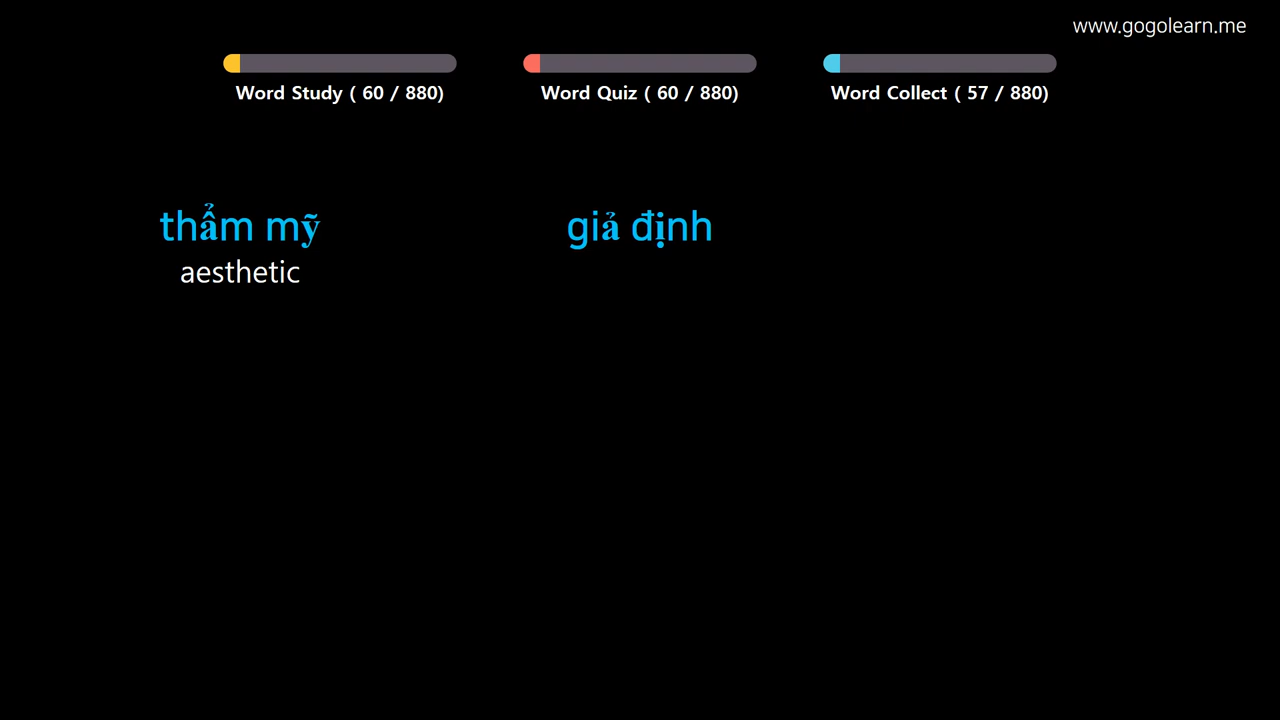 www.gogolearn.me
Word Study ( 60 / 880)
Word Quiz ( 60 / 880)
Word Collect ( 57 / 880)
thẩm mỹ
aesthetic
giả định